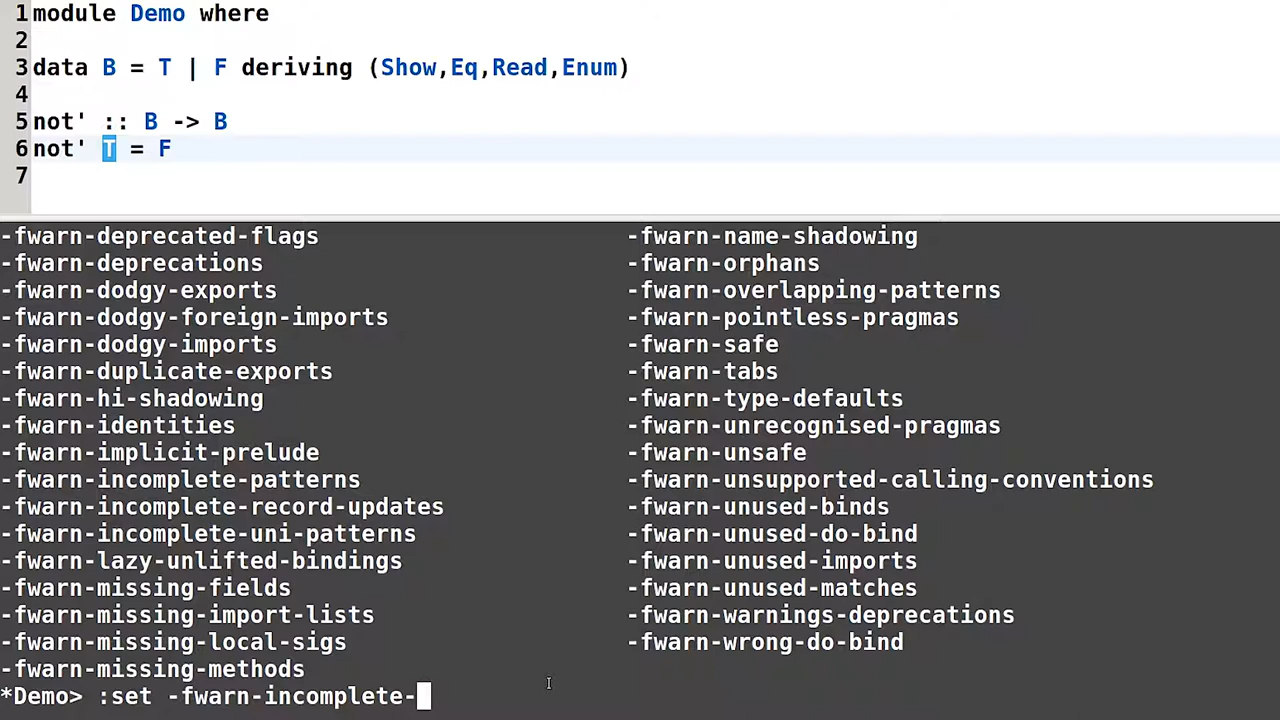 1 module Demo where
2
3 data B = T | F deriving (Show,Eq,Read,Enum)
4
5 not' :: B -> B
6 not' T = F
7
-fwarn-deprecated-flags -fwarn-name-shadowing
-fwarn-deprecations -fwarn-orphans
-fwarn-dodgy-exports -fwarn-overlapping-patterns
-fwarn-dodgy-foreign-imports -fwarn-pointless-pragmas
-fwarn-dodgy-imports -fwarn-safe
-fwarn-duplicate-exports -fwarn-tabs
-fwarn-hi-shadowing -fwarn-type-defaults
-fwarn-identities -fwarn-unrecognised-pragmas
-fwarn-implicit-prelude -fwarn-unsafe
-fwarn-incomplete-patterns -fwarn-unsupported-calling-conventions
-fwarn-incomplete-record-updates -fwarn-unused-binds
-fwarn-incomplete-uni-patterns -fwarn-unused-do-bind
-fwarn-lazy-unlifted-bindings -fwarn-unused-imports
-fwarn-missing-fields -fwarn-unused-matches
-fwarn-missing-import-lists -fwarn-warnings-deprecations
-fwarn-missing-local-sigs -fwarn-wrong-do-bind
-fwarn-missing-methods
*Demo> :set -fwarn-incomplete-